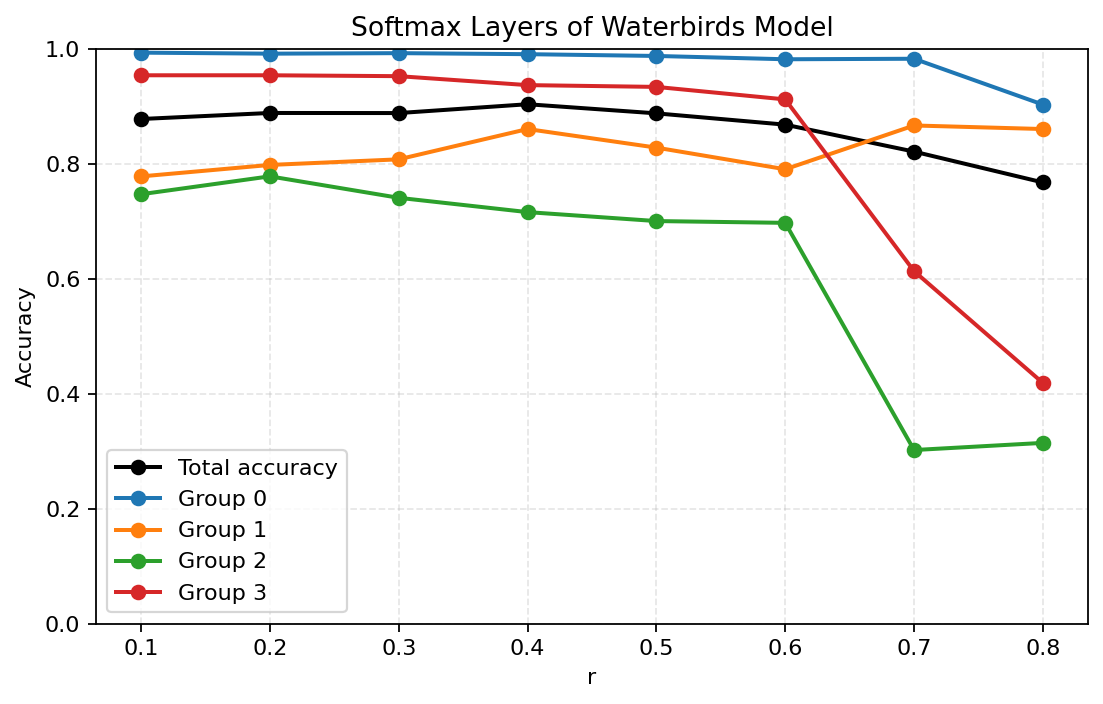 Softmax Layers of Waterbirds Model
1.0
0.8
0.6
0.4
0.2
0.0
Accuracy
Total accuracy
Group 0
Group 1
Group 2
Group 3
0.1 0.2 0.3 0.4 0.5 0.6 0.7 0.8
r